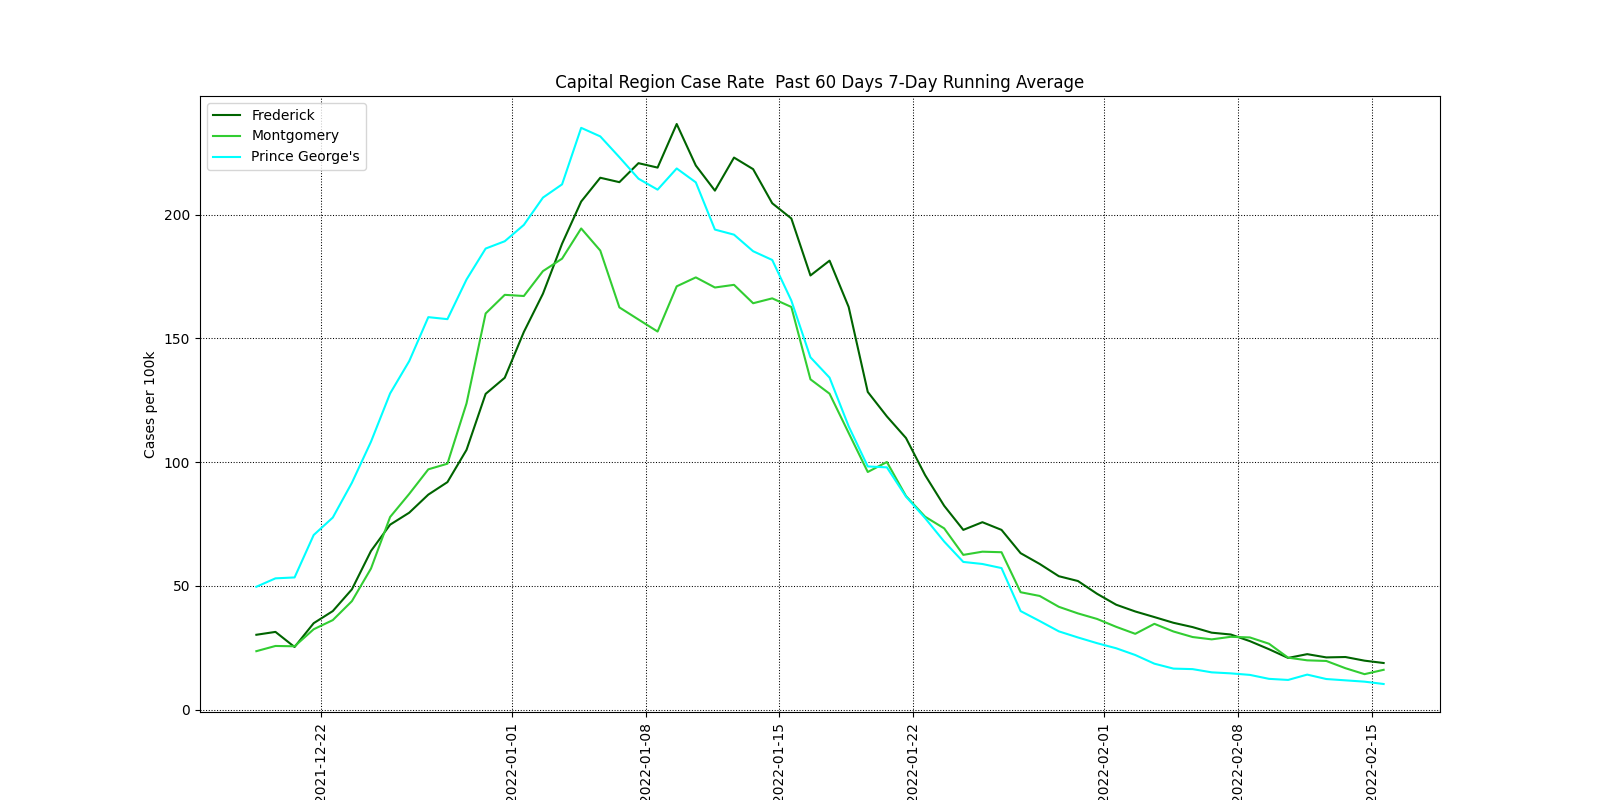 Capital Region Case Rate  Past 60 Days 7-Day Running Average
Frederick
Montgomery
Prince George's
Cases per 100k
200
150
100
50
0
2021-12-22
2022-01-01
2022-01-08
2022-01-15
2022-01-22
2022-02-01
2022-02-08
2022-02-15